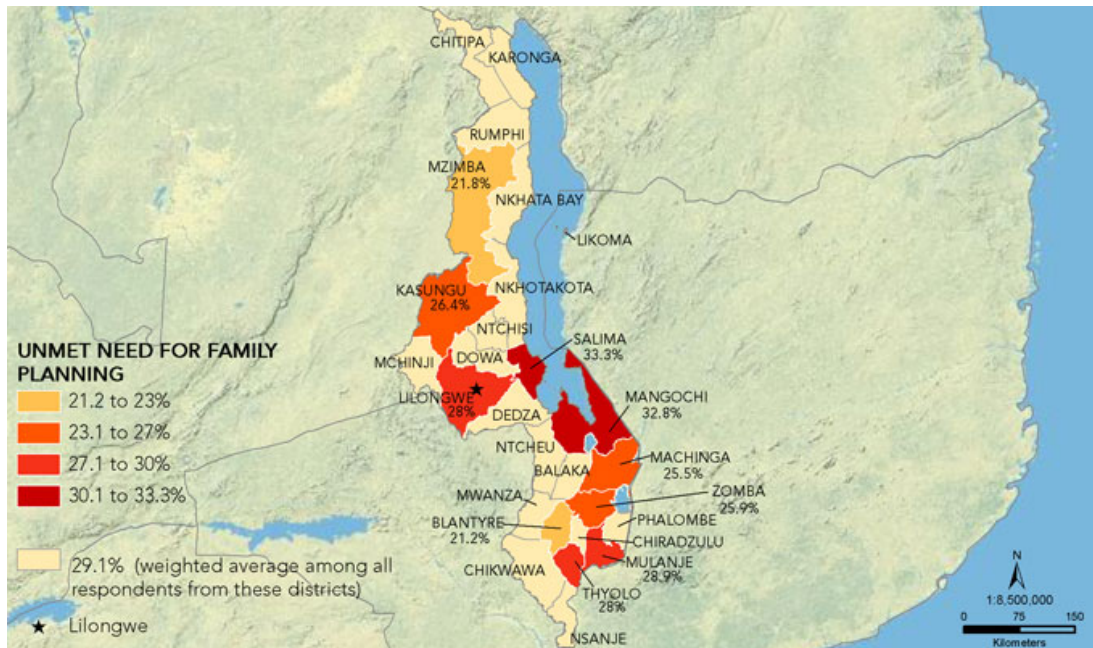 CHITIPA
KARONGA
RUMPHI
MZIMBA
21.8%
NKHATA BAY
LIKOMA
KASUNGU
26.4%
NKHOTAKOTA
NTCHISI
SALIMA
33.3%
UNMET NEED FOR FAMILY
PLANNING
21.2 to 23%
23.1 to 27%
27.1 to 30%
30.1 to 33.3%
29.1% (weighted average among all
respondents from these districts)
Lilongwe
MCHINJI
DOWA
LILONGWE
28%
DEDZA
MANGOCHI
32.8%
NTCHEU
BALAKA
MACHINGA
25.5%
MWANZA
ZOMBA
25.9%
BLANTYRE
21.2%
PHALOMBE
CHIRADZULU
CHIKWAWA
MULANJE
28.9%
THYOLO
28%
NSANJE
N
1:8,500,000
0 75 150
Kilometers